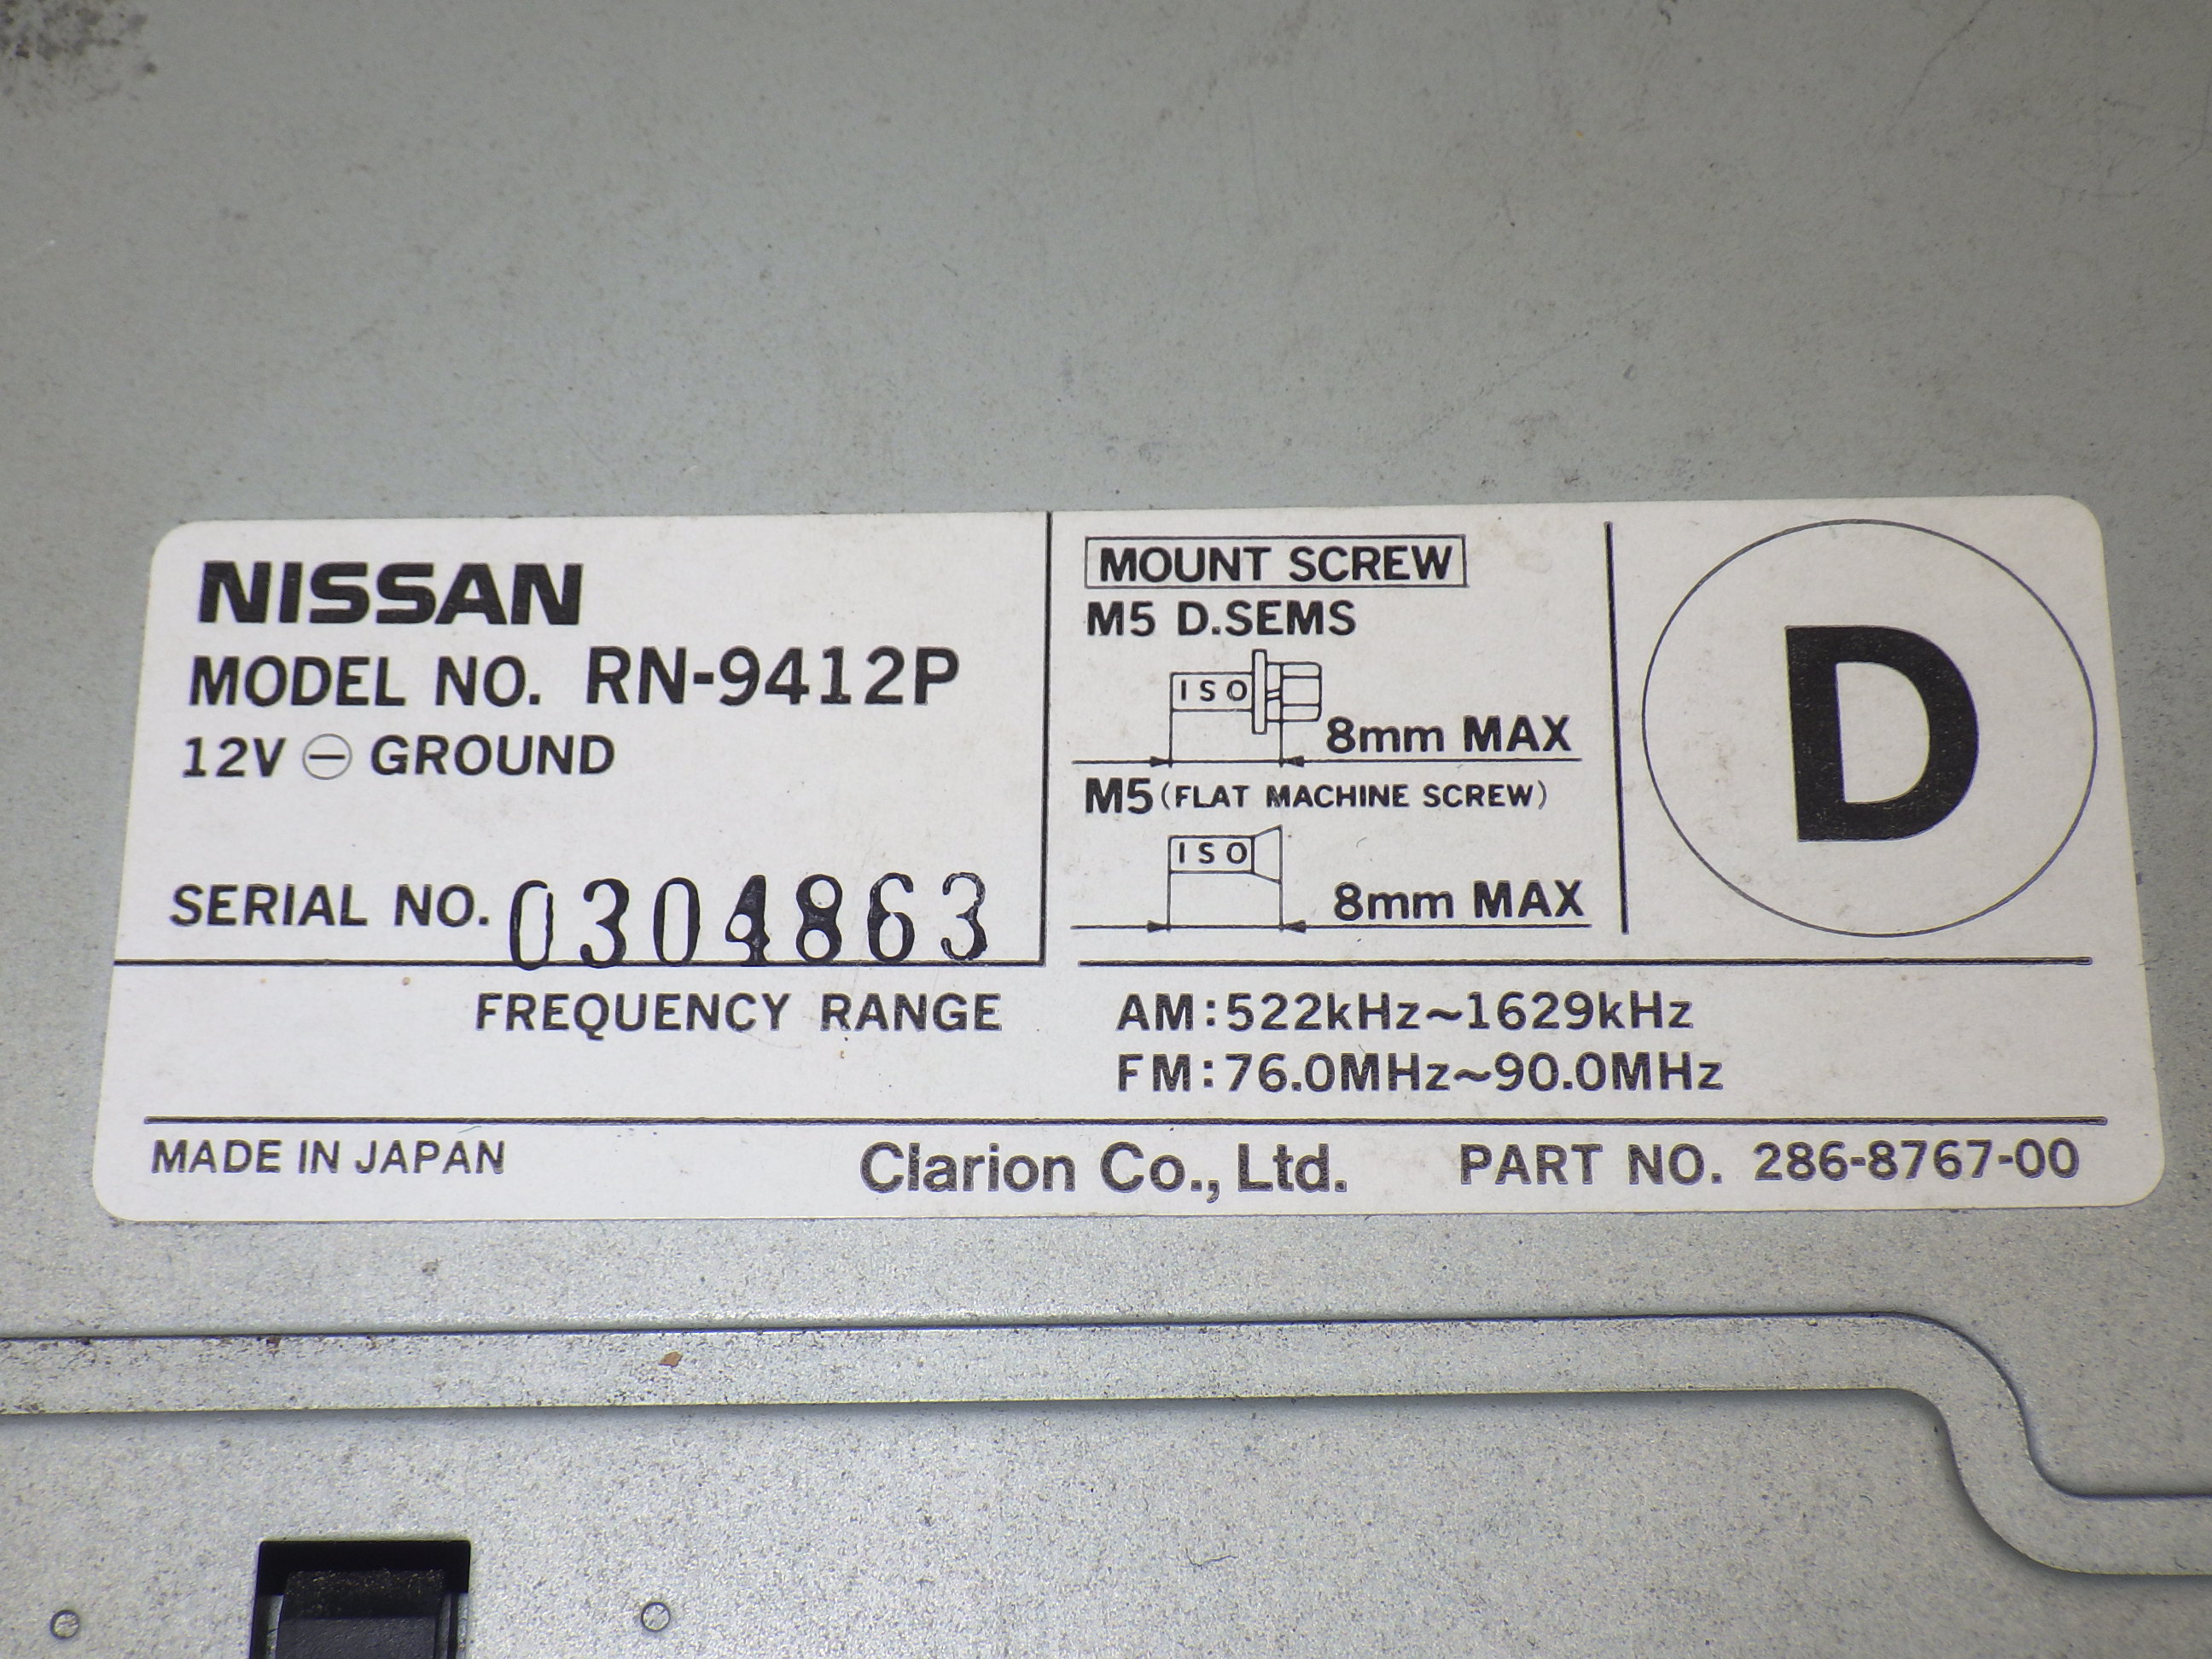 NISSAN
MODEL NO. RN-9412P
12V ⊖ GROUND
SERIAL NO.
MOUNT SCREW
M5 D.SEMS
ISO
8mm MAX
M5 (FLAT MACHINE SCREW)
ISO
8mm MAX
D
FREQUENCY RANGE
AM:522kHz~1629kHz
FM:76.0MHz~90.0MHz
MADE IN JAPAN
Clarion Co., Ltd.
PART NO. 286-8767-00